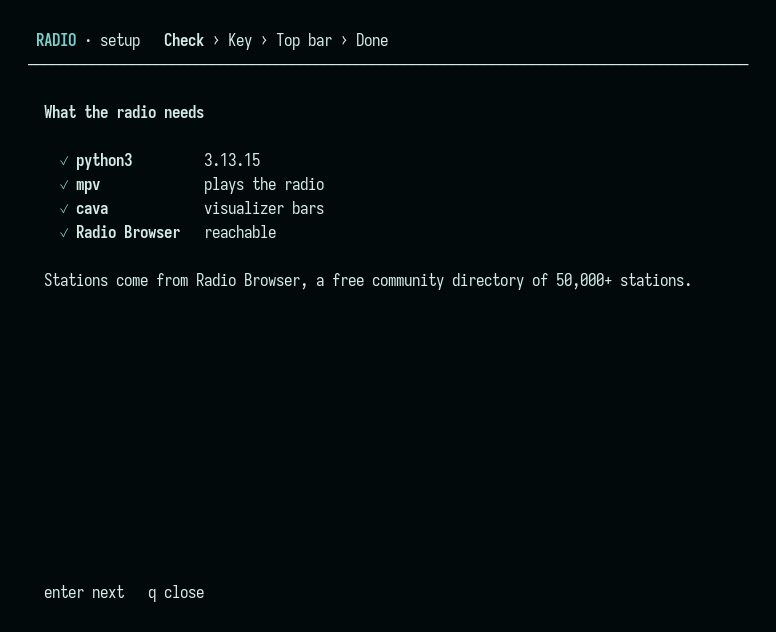 RADIO · setup   Check › Key › Top bar › Done
What the radio needs
✓ python3         3.13.15
✓ mpv             plays the radio
✓ cava            visualizer bars
✓ Radio Browser   reachable
Stations come from Radio Browser, a free community directory of 50,000+ stations.
enter next   q close